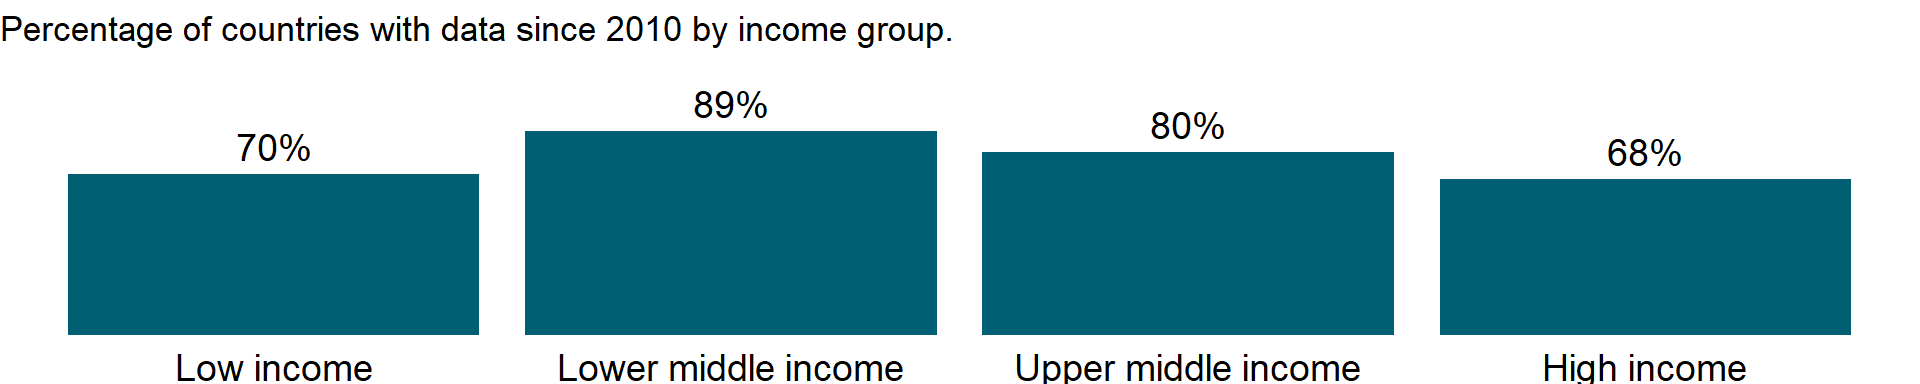 Percentage of countries with data since 2010 by income group.
70%
89%
80%
68%
Low income
Lower middle income
Upper middle income
High income